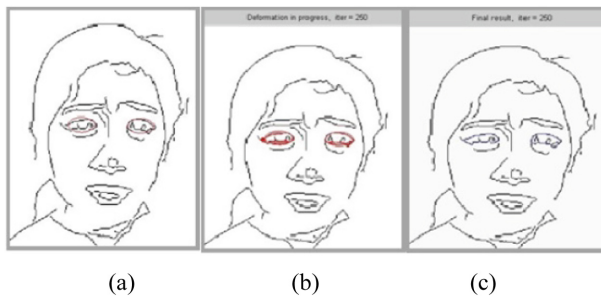 Deformation in progress, iter = 250
Final result, iter = 250
(a)
(b)
(c)